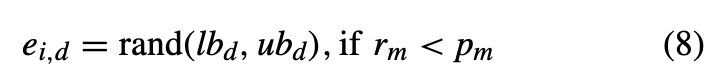 e_{i,d} = rand(lb_d, ub_d), if r_m < p_m (8)